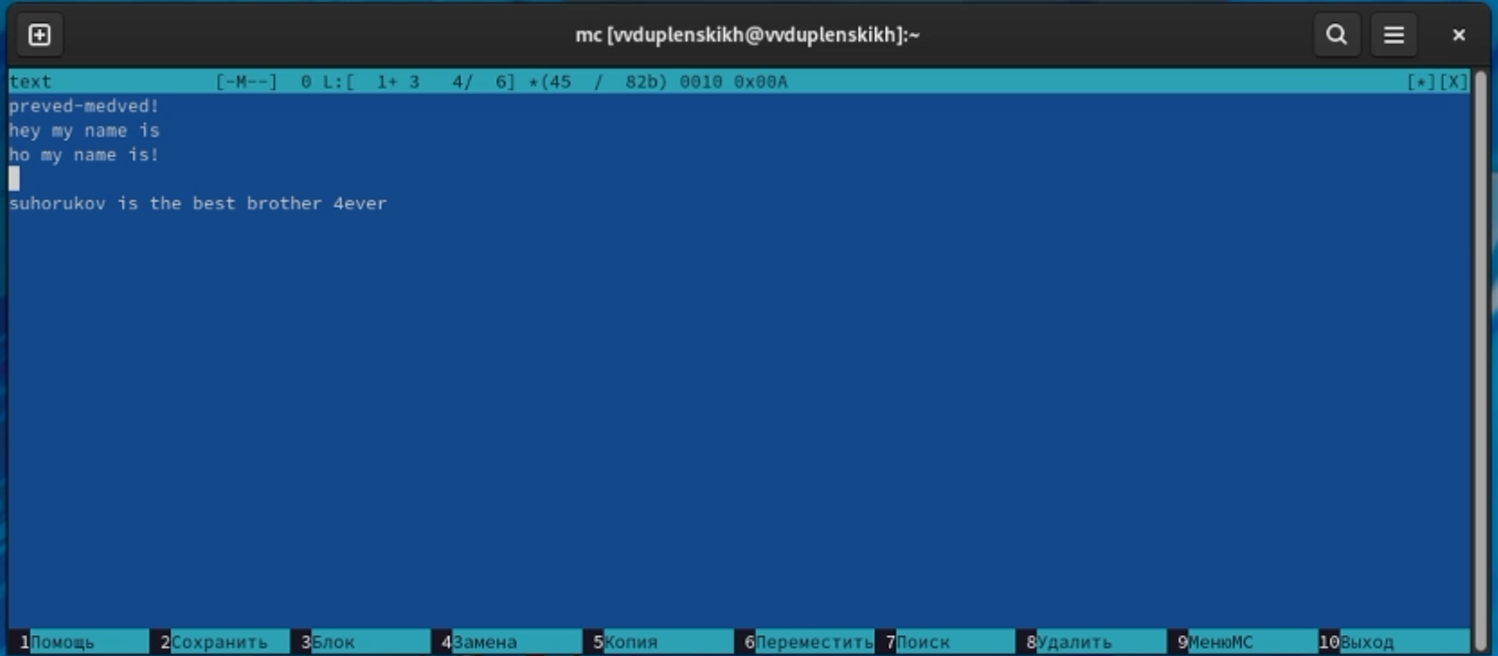 mc [vvduplenskikh@vvduplenskikh]:~
text [-M--] 0 L:[ 1+ 3 4/ 6] *(45 / 82b) 0010 0x00A [*][X]
preved-medved!
hey my name is
ho my name is!
suhorukov is the best brother 4ever
1Помощь 2Сохранить 3Блок 4Замена 5Копия 6Переместить 7Поиск 8Удалить 9МенюMC 10Выход